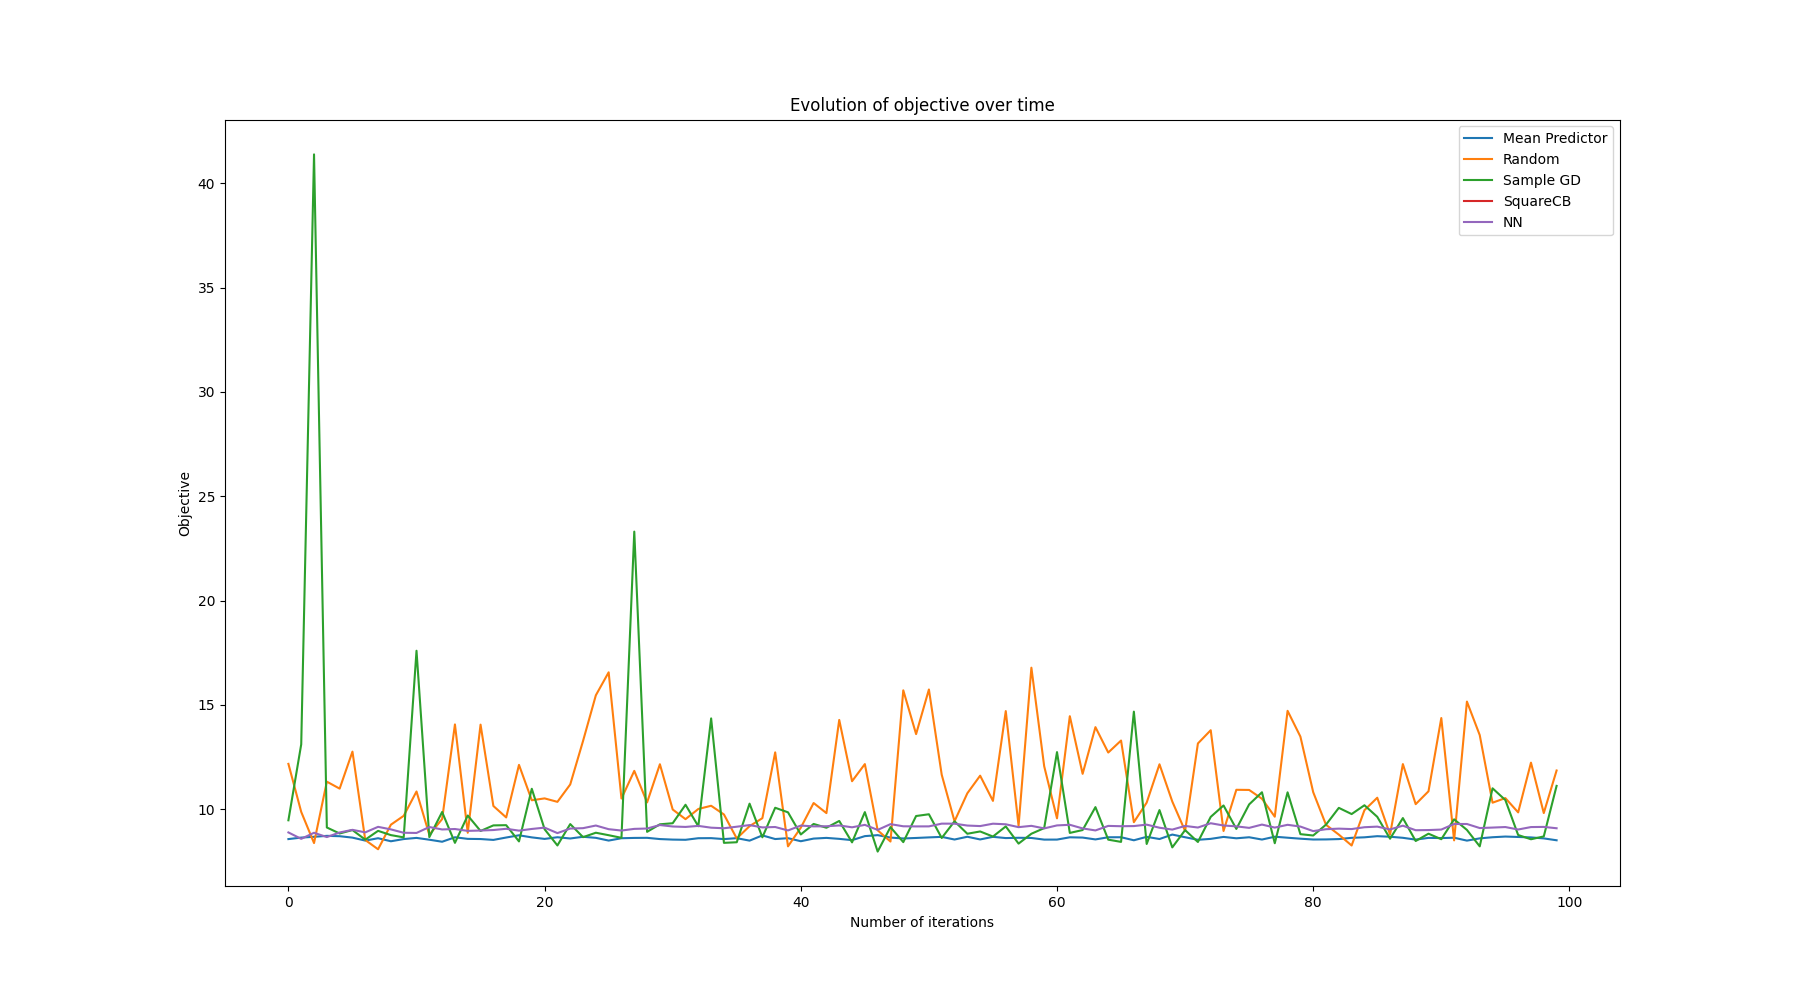 Evolution of objective over time
Mean Predictor
Random
Sample GD
SquareCB
NN
40
35
30
25
20
15
10
Objective
0 20 40 60 80 100
Number of iterations